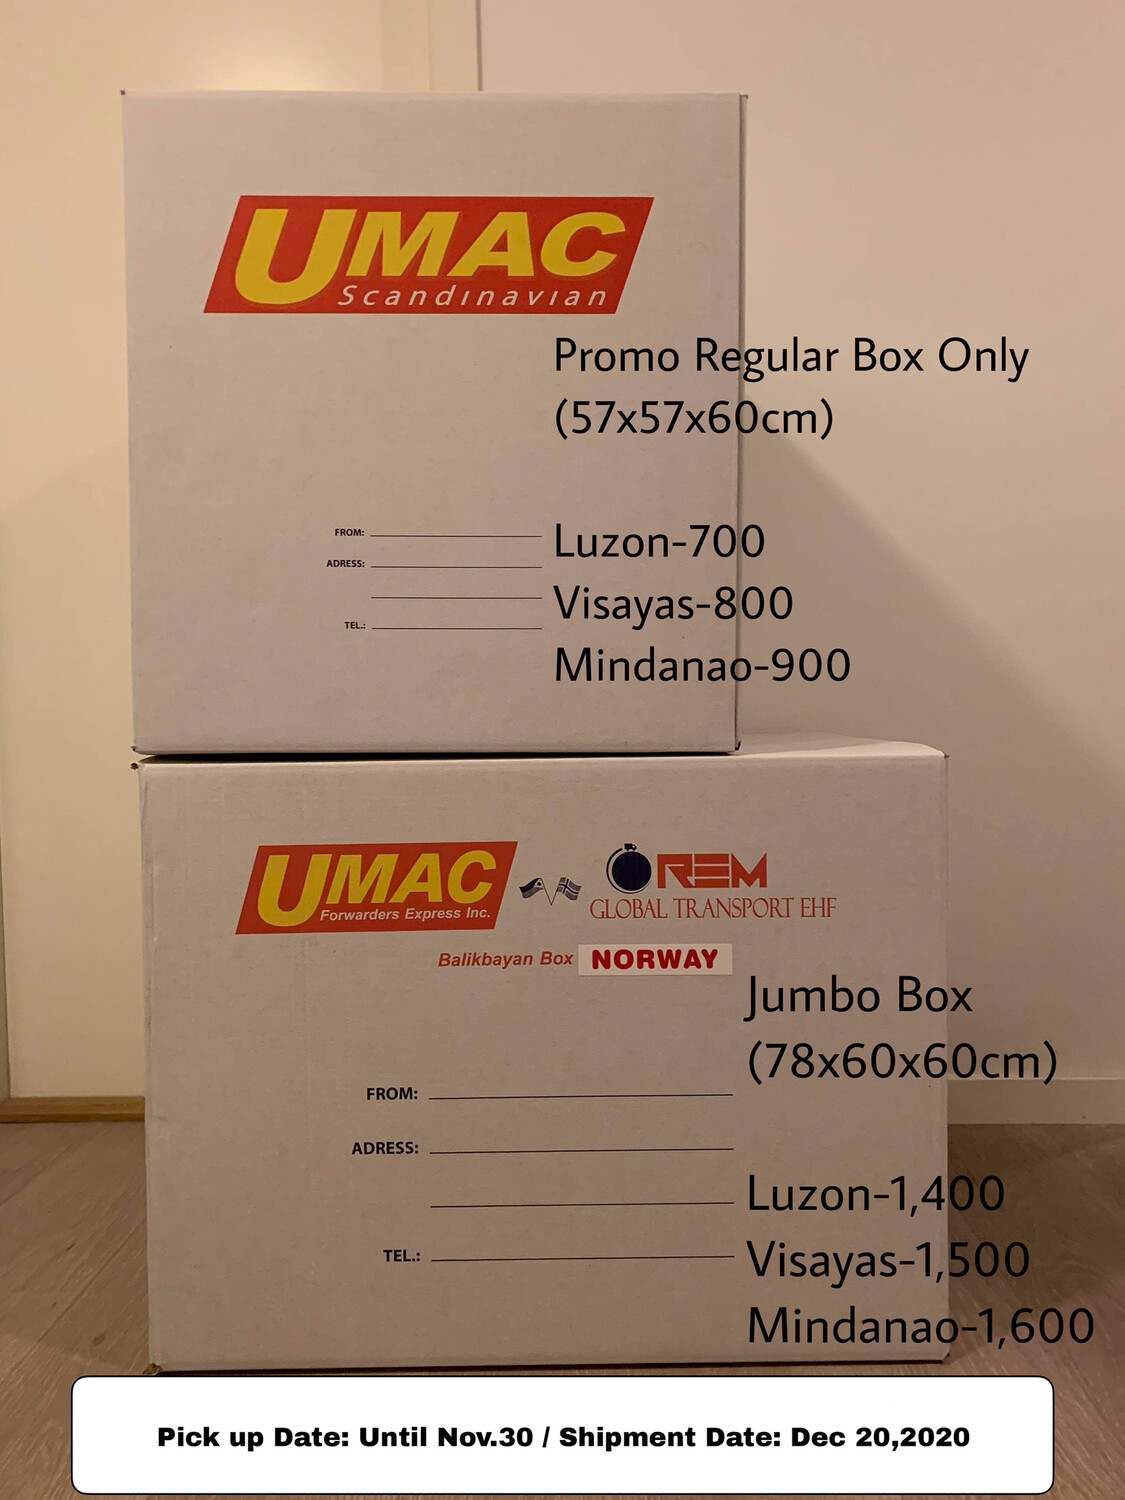 UMAC
Scandinavian
Promo Regular Box Only
(57x57x60cm)
FROM:
ADRESS:
TEL.:
Luzon-700
Visayas-800
Mindanao-900
UMAC
Forwarders Express Inc.
REM
GLOBAL TRANSPORT EHF
Balikbayan Box NORWAY
Jumbo Box
(78x60x60cm)
FROM:
ADRESS:
TEL.:
Luzon-1,400
Visayas-1,500
Mindanao-1,600
Pick up Date: Until Nov.30 / Shipment Date: Dec 20,2020